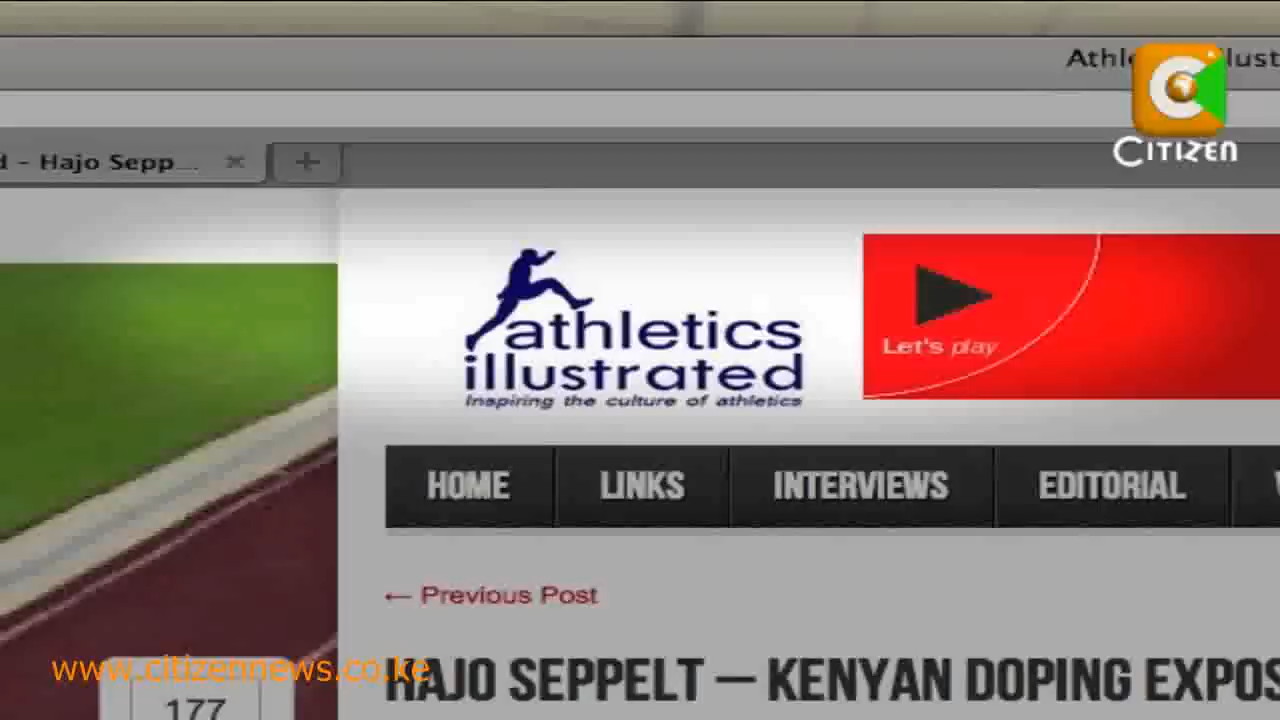 Athle
lust
CITIZEN
d – Hajo Sepp...
athletics
illustrated
Inspiring the culture of athletics
Let's play
HOME LINKS INTERVIEWS EDITORIAL
← Previous Post
www.citizennews.co.ke
HAJO SEPPELT – KENYAN DOPING EXPOS
177